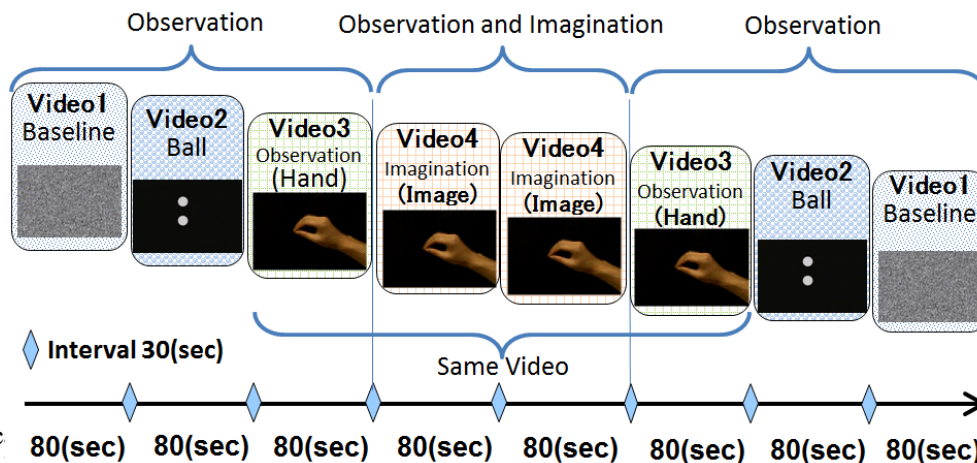 Observation
Observation and Imagination
Observation
Video1
Baseline
Video2
Ball
Video3
Observation
(Hand)
Video4
Imagination
(Image)
Video4
Imagination
(Image)
Video3
Observation
(Hand)
Video2
Ball
Video1
Baseline
Interval 30(sec)
Same Video
80(sec)
80(sec)
80(sec)
80(sec)
80(sec)
80(sec)
80(sec)
80(sec)